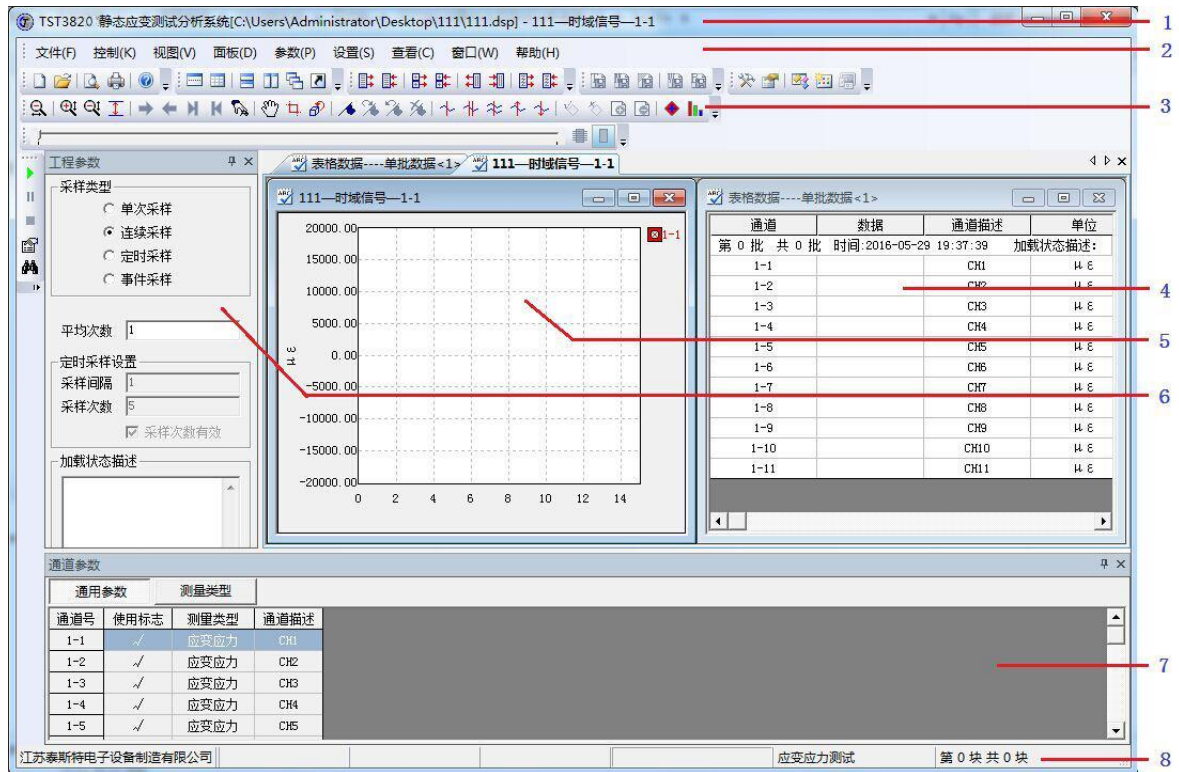 TST3820 静态应变测试分析系统[C:\Users\Administrator\Desktop\111\111.dsp] - 111—时域信号—1-1
1
文件(F) 控制(K) 视图(V) 面板(D) 参数(P) 设置(S) 查看(C) 窗口(W) 帮助(H)
2
3
工程参数
表格数据----单批数据<1> 111—时域信号—1-1
采样类型
单次采样
连续采样
定时采样
事件采样
平均次数 1
定时采样设置
采样间隔 1
采样次数 5
采样次数有效
加载状态描述
111—时域信号—1-1
1-1
20000.00
15000.00
10000.00
5000.00
0.00
-5000.00
-10000.00
-15000.00
-20000.00
με
0 2 4 6 8 10 12 14
表格数据----单批数据<1>
通道 数据 通道描述 单位
第 0 批 共 0 批 时间:2016-05-29 19:37:39 加载状态描述:
1-1 CH1 με
1-2 CH2 με
1-3 CH3 με
1-4 CH4 με
1-5 CH5 με
1-6 CH6 με
1-7 CH7 με
1-8 CH8 με
1-9 CH9 με
1-10 CH10 με
1-11 CH11 με
4
5
6
通道参数
通用参数 测量类型
通道号 使用标志 测量类型 通道描述
1-1 √ 应变应力 CH1
1-2 √ 应变应力 CH2
1-3 √ 应变应力 CH3
1-4 √ 应变应力 CH4
1-5 √ 应变应力 CH5
7
江苏泰斯特电子设备制造有限公司 应变应力测试 第 0 块 共 0 块
8